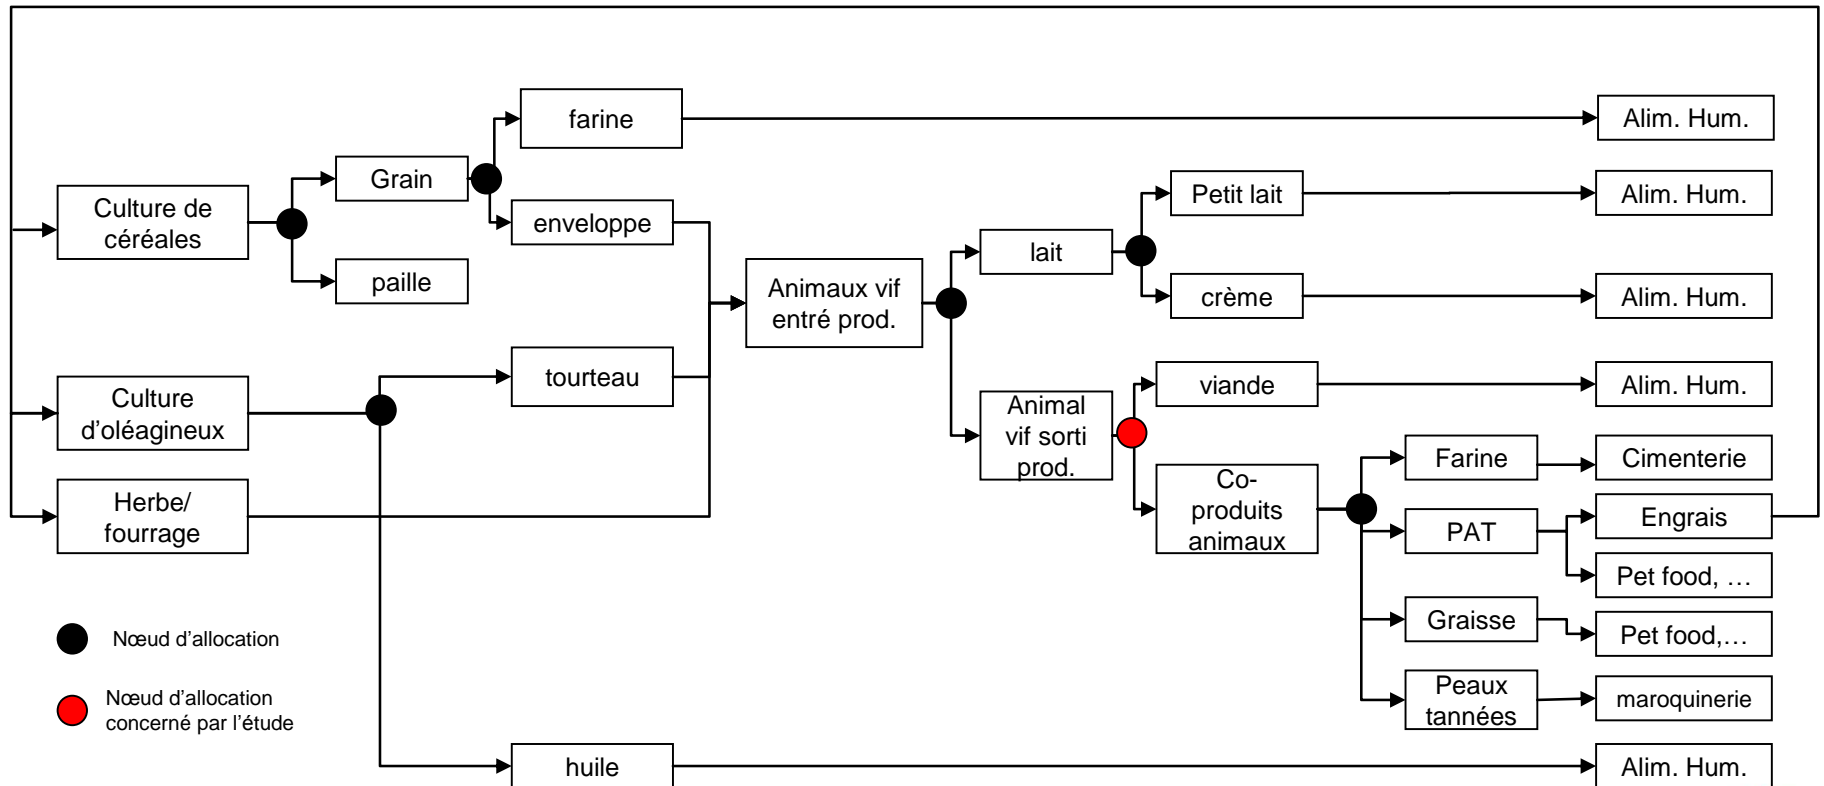 farine
Alim. Hum.
Grain
Petit lait
Alim. Hum.
Culture de
céréales
enveloppe
lait
paille
Animaux vif
entré prod.
crème
Alim. Hum.
tourteau
viande
Alim. Hum.
Culture
d’oléagineux
Animal
vif sorti
prod.
Farine
Cimenterie
Herbe/
fourrage
Co-
produits
animaux
PAT
Engrais
Pet food, …
Graisse
Pet food,…
Nœud d’allocation
Peaux
tannées
maroquinerie
Nœud d’allocation
concerné par l’étude
huile
Alim. Hum.